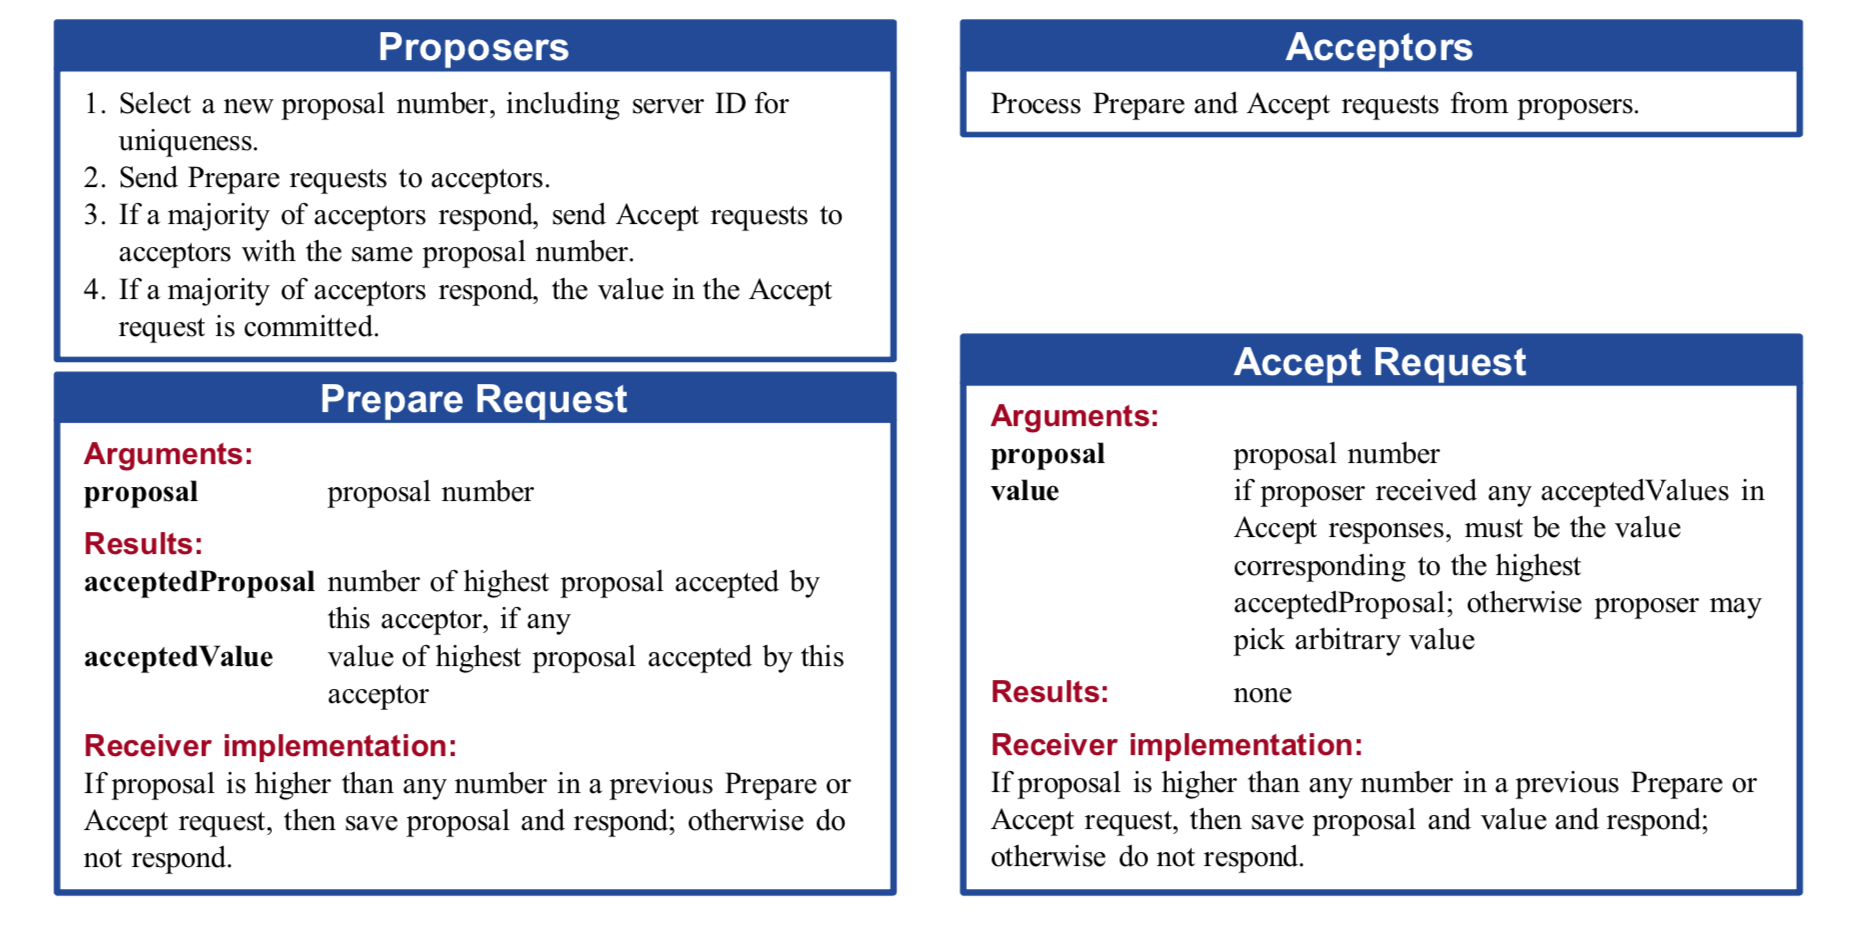 Proposers
1. Select a new proposal number, including server ID for
uniqueness.
2. Send Prepare requests to acceptors.
3. If a majority of acceptors respond, send Accept requests to
acceptors with the same proposal number.
4. If a majority of acceptors respond, the value in the Accept
request is committed.
Acceptors
Process Prepare and Accept requests from proposers.
Prepare Request
Arguments:
proposal proposal number
Results:
acceptedProposal number of highest proposal accepted by
this acceptor, if any
acceptedValue value of highest proposal accepted by this
acceptor
Receiver implementation:
If proposal is higher than any number in a previous Prepare or
Accept request, then save proposal and respond; otherwise do
not respond.
Accept Request
Arguments:
proposal proposal number
value if proposer received any acceptedValues in
Accept responses, must be the value
corresponding to the highest
acceptedProposal; otherwise proposer may
pick arbitrary value
Results: none
Receiver implementation:
If proposal is higher than any number in a previous Prepare or
Accept request, then save proposal and value and respond;
otherwise do not respond.